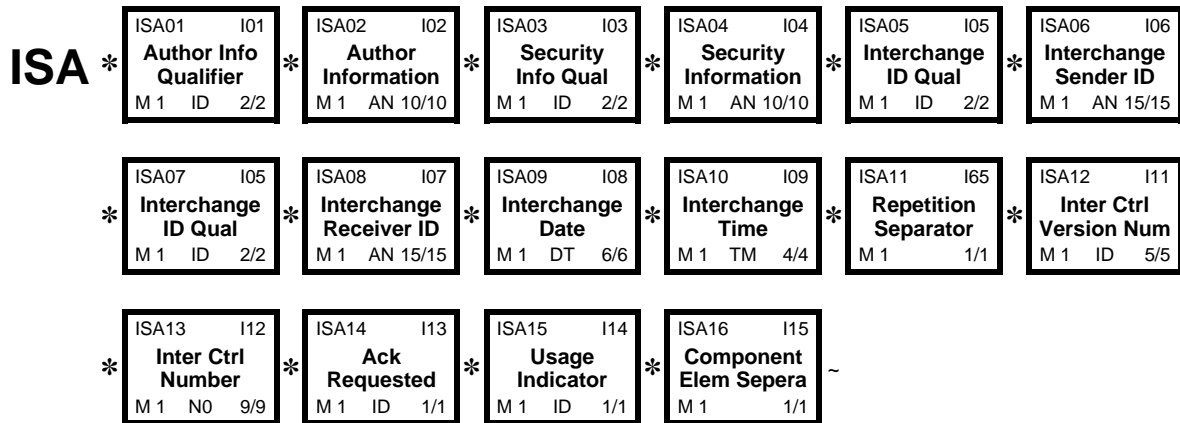 ISA01 I01 ISA02 I02 ISA03 I03 ISA04 I04 ISA05 I05 ISA06 I06
ISA * Author Info * Author * Security * Security * Interchange * Interchange
Qualifier Information Info Qual Information ID Qual Sender ID
M 1 ID 2/2 M 1 AN 10/10 M 1 ID 2/2 M 1 AN 10/10 M 1 ID 2/2 M 1 AN 15/15
ISA07 I05 ISA08 I07 ISA09 I08 ISA10 I09 ISA11 I65 ISA12 I11
* Interchange * Interchange * Interchange * Interchange * Repetition * Inter Ctrl
ID Qual Receiver ID Date Time Separator Version Num
M 1 ID 2/2 M 1 AN 15/15 M 1 DT 6/6 M 1 TM 4/4 M 1 1/1 M 1 ID 5/5
ISA13 I12 ISA14 I13 ISA15 I14 ISA16 I15
* Inter Ctrl * Ack * Usage * Component ~
Number Requested Indicator Elem Sepera
M 1 N0 9/9 M 1 ID 1/1 M 1 ID 1/1 M 1 1/1